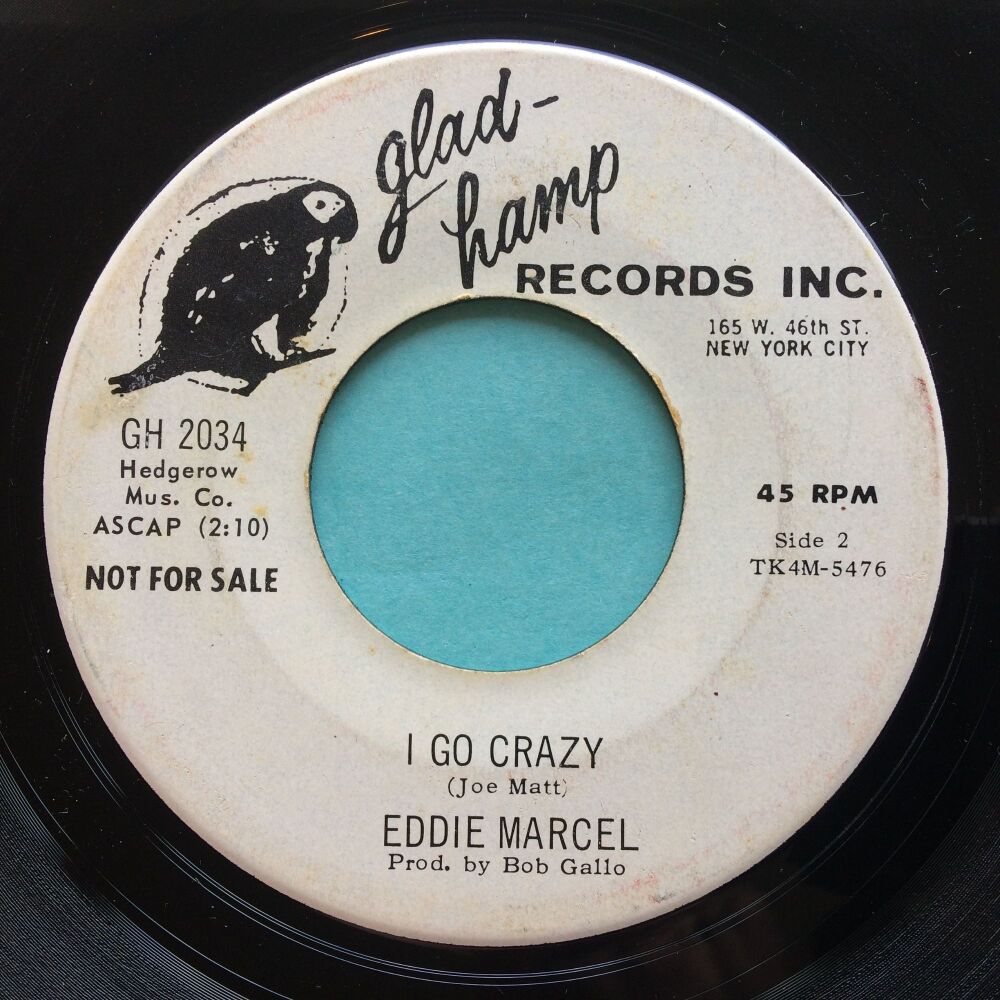 glad-
hamp
RECORDS INC.
165 W. 46th ST.
NEW YORK CITY
GH 2034
Hedgerow
Mus. Co.
ASCAP (2:10)
NOT FOR SALE
45 RPM
Side 2
TK4M-5476
I GO CRAZY
(Joe Matt)
EDDIE MARCEL
Prod. by Bob Gallo